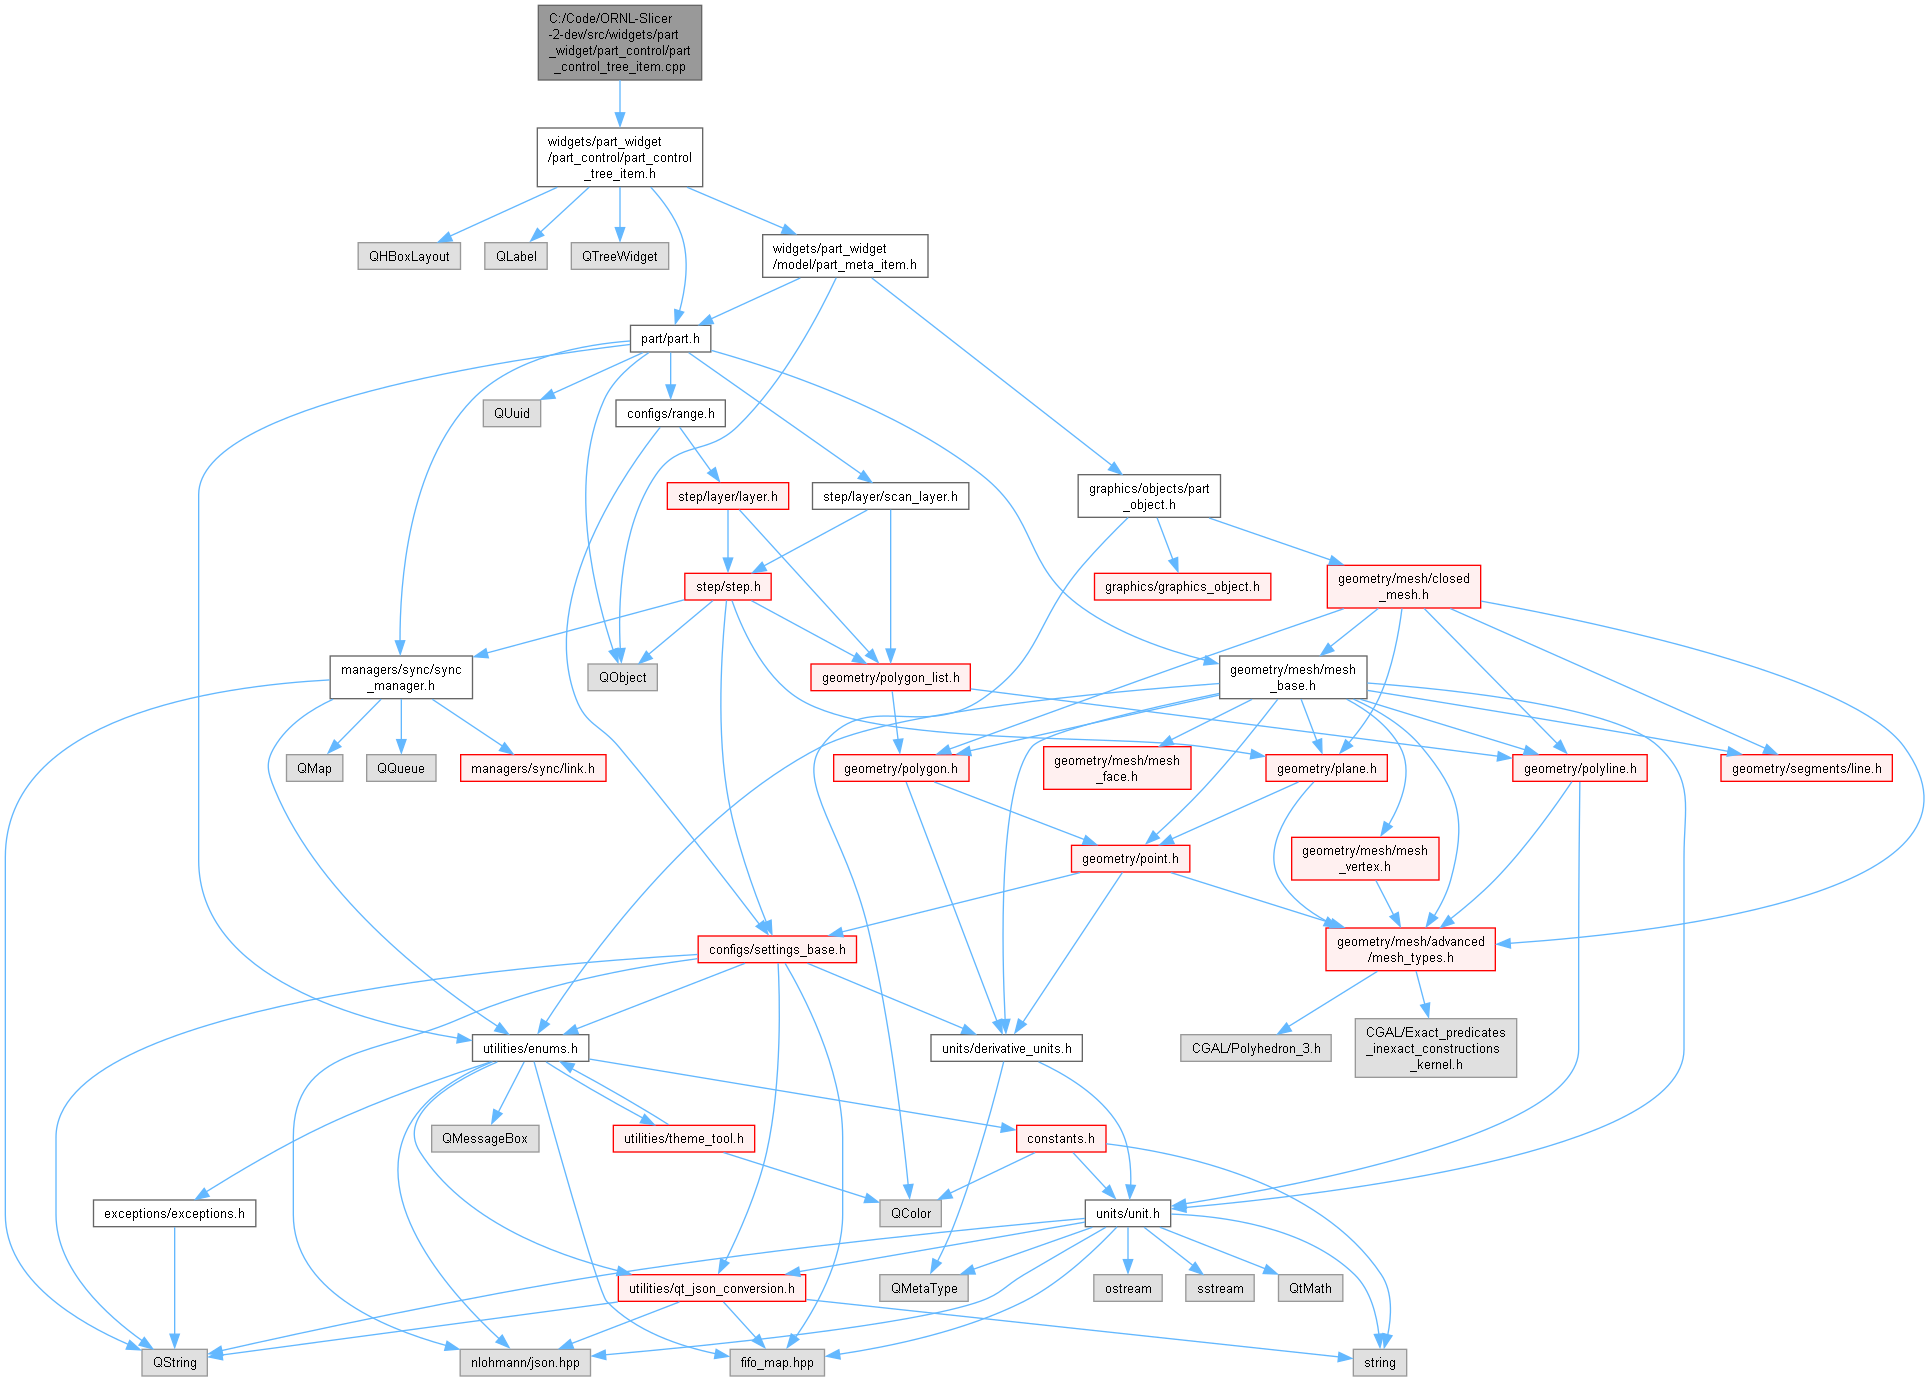 C:/Code/ORNL-Slicer
-2-dev/src/widgets/part
_widget/part_control/part
_control_tree_item.cpp
widgets/part_widget
/part_control/part_control
_tree_item.h
QHBoxLayout
QLabel
QTreeWidget
widgets/part_widget
/model/part_meta_item.h
part/part.h
QUuid
configs/range.h
step/layer/layer.h
step/layer/scan_layer.h
graphics/objects/part
_object.h
step/step.h
graphics/graphics_object.h
geometry/mesh/closed
_mesh.h
managers/sync/sync
_manager.h
QObject
geometry/polygon_list.h
geometry/mesh/mesh
_base.h
QMap
QQueue
managers/sync/link.h
geometry/polygon.h
geometry/mesh/mesh
_face.h
geometry/plane.h
geometry/polyline.h
geometry/segments/line.h
geometry/point.h
geometry/mesh/mesh
_vertex.h
configs/settings_base.h
geometry/mesh/advanced
/mesh_types.h
utilities/enums.h
units/derivative_units.h
CGAL/Polyhedron_3.h
CGAL/Exact_predicates
_inexact_constructions
_kernel.h
QMessageBox
utilities/theme_tool.h
constants.h
exceptions/exceptions.h
QColor
units/unit.h
utilities/qt_json_conversion.h
QMetaType
ostream
sstream
QtMath
QString
nlohmann/json.hpp
fifo_map.hpp
string